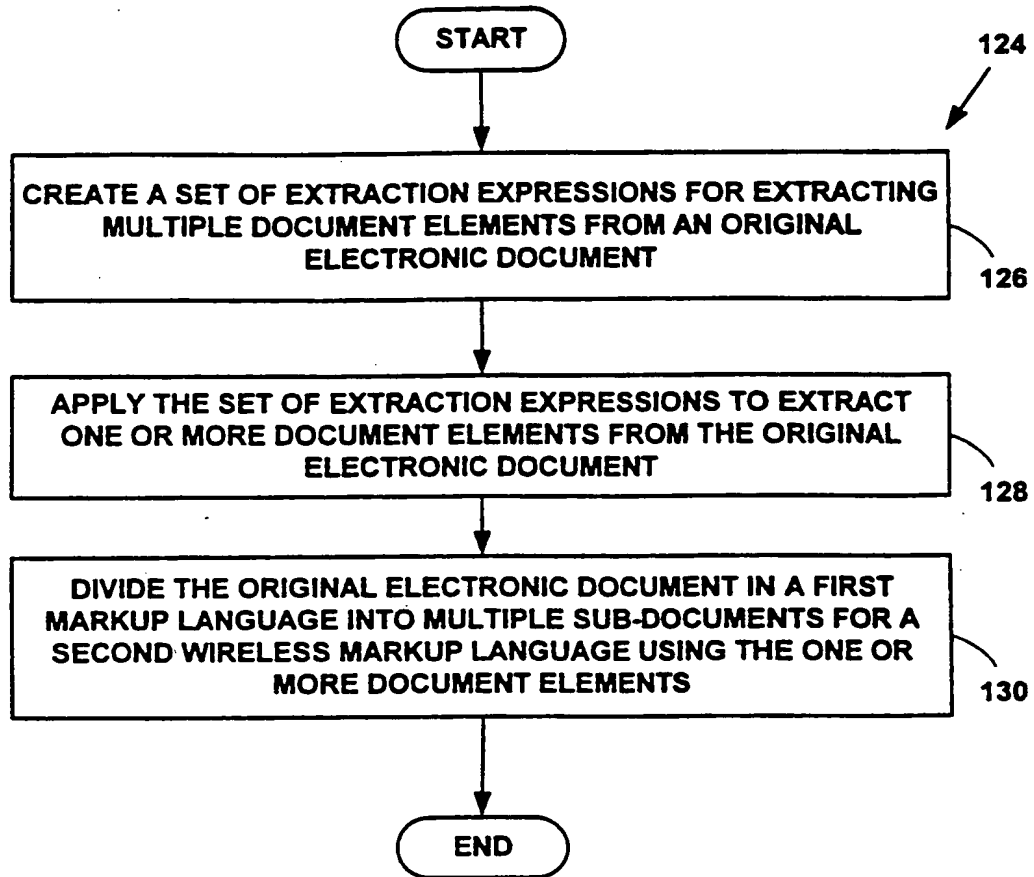 START
124
CREATE A SET OF EXTRACTION EXPRESSIONS FOR EXTRACTING
MULTIPLE DOCUMENT ELEMENTS FROM AN ORIGINAL
ELECTRONIC DOCUMENT
126
APPLY THE SET OF EXTRACTION EXPRESSIONS TO EXTRACT
ONE OR MORE DOCUMENT ELEMENTS FROM THE ORIGINAL
ELECTRONIC DOCUMENT
128
DIVIDE THE ORIGINAL ELECTRONIC DOCUMENT IN A FIRST
MARKUP LANGUAGE INTO MULTIPLE SUB-DOCUMENTS FOR A
SECOND WIRELESS MARKUP LANGUAGE USING THE ONE OR
MORE DOCUMENT ELEMENTS
130
END